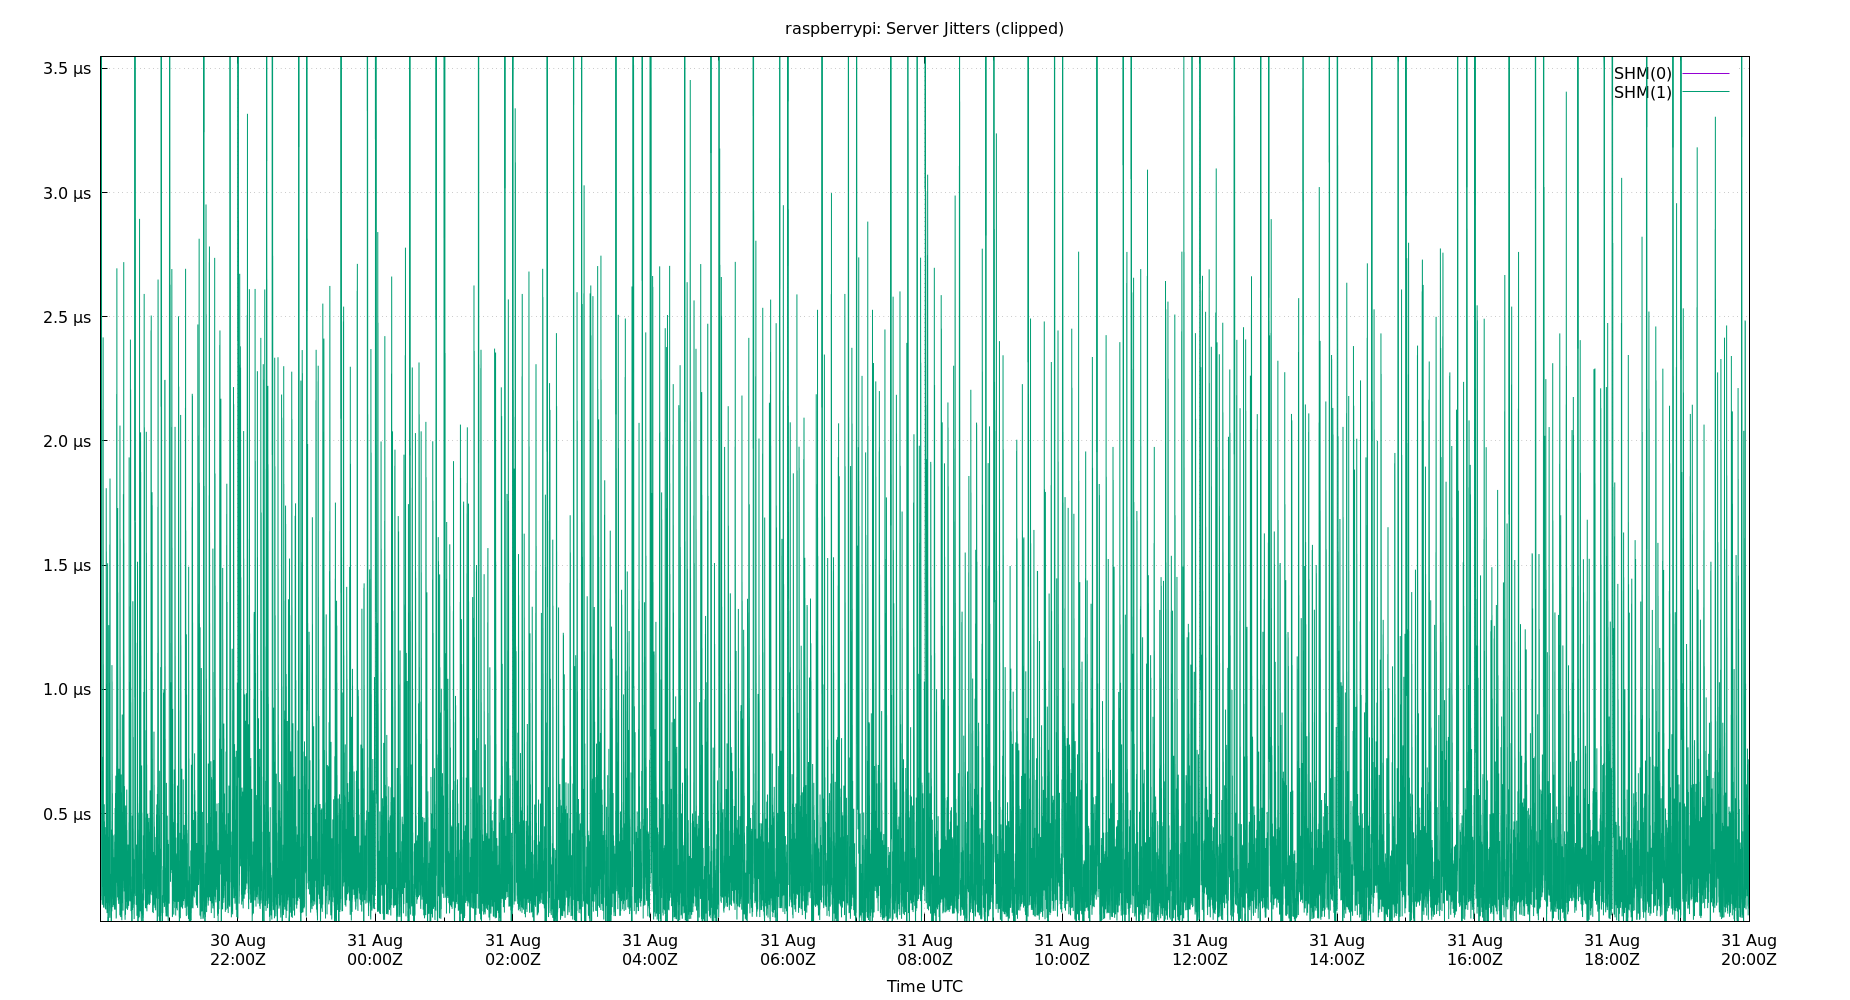 raspberrypi: Server Jitters (clipped)
3.5 μs
3.0 μs
2.5 μs
2.0 μs
1.5 μs
1.0 μs
0.5 μs
SHM(0)
SHM(1)
30 Aug 31 Aug 31 Aug 31 Aug 31 Aug 31 Aug 31 Aug 31 Aug 31 Aug 31 Aug 31 Aug 31 Aug
22:00Z 00:00Z 02:00Z 04:00Z 06:00Z 08:00Z 10:00Z 12:00Z 14:00Z 16:00Z 18:00Z 20:00Z
Time UTC